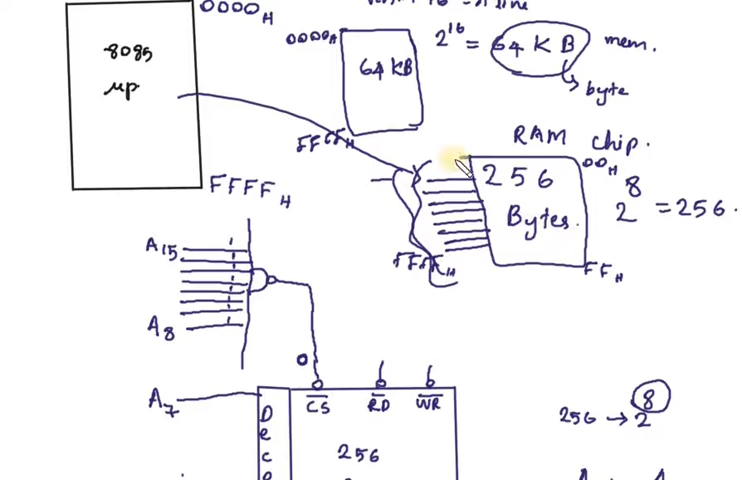 0000H
8085
μp
FFFFH
0000H
64 KB
FFFFH
2^16 = 64 KB mem.
byte
RAM chip.
00H
256
Bytes.
FFH
2^8 = 256.
FFFFH
A15
A8
A7
CS RD WR
Deco
256
256 → 2^8